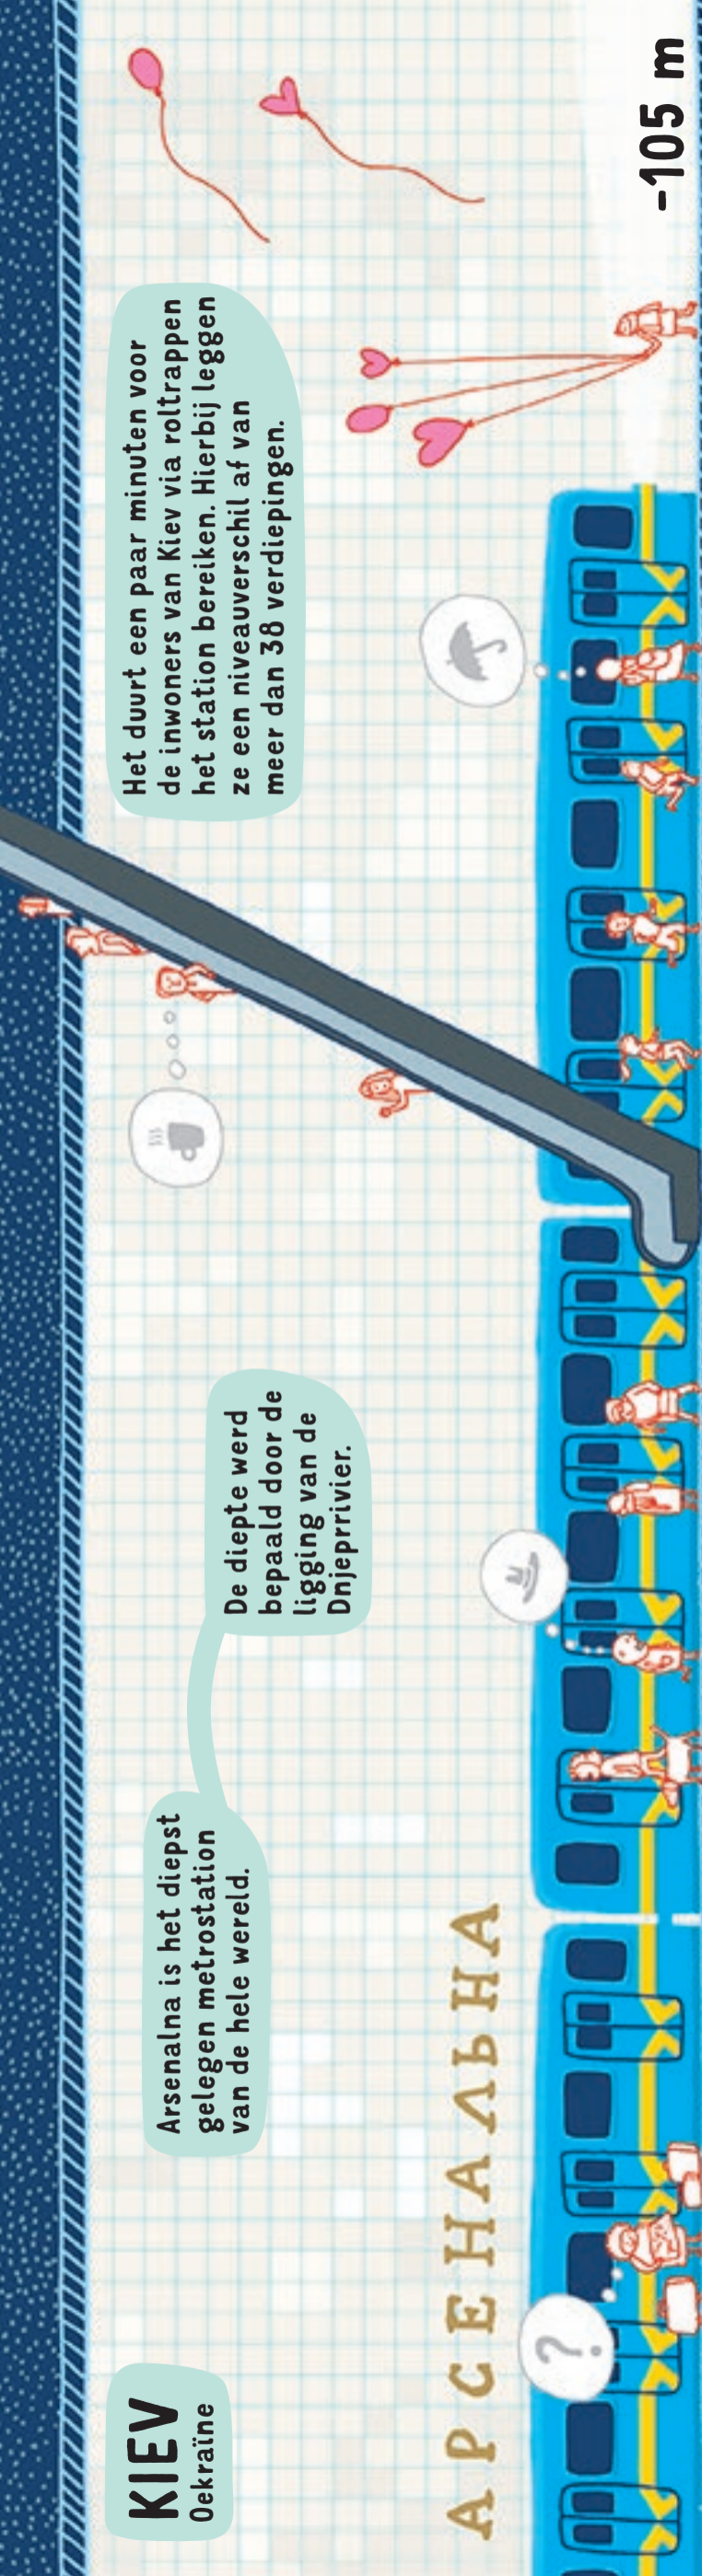 KIEV
Oekraïne
Arsenalna is het diepst
gelegen metrostation
van de hele wereld.
De diepte werd
bepaald door de
ligging van de
Dnjeprrivier.
Het duurt een paar minuten voor
de inwoners van Kiev via roltrappen
het station bereiken. Hierbij leggen
ze een niveauverschil af van
meer dan 38 verdiepingen.
АРСЕНАЛЬНА
?
-105 m